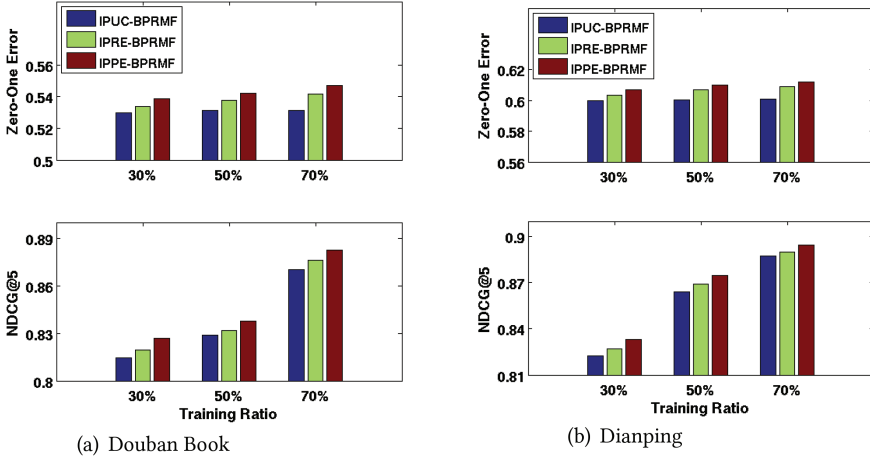 IPUC-BPRMF
IPRE-BPRMF
IPPE-BPRMF
Zero-One Error
0.56
0.54
0.52
0.5
30% 50% 70%
NDCG@5
0.89
0.86
0.83
0.8
30% 50% 70%
Training Ratio
(a) Douban Book
IPUC-BPRMF
IPRE-BPRMF
IPPE-BPRMF
Zero-One Error
0.62
0.6
0.58
0.56
30% 50% 70%
NDCG@5
0.9
0.87
0.84
0.81
30% 50% 70%
Training Ratio
(b) Dianping